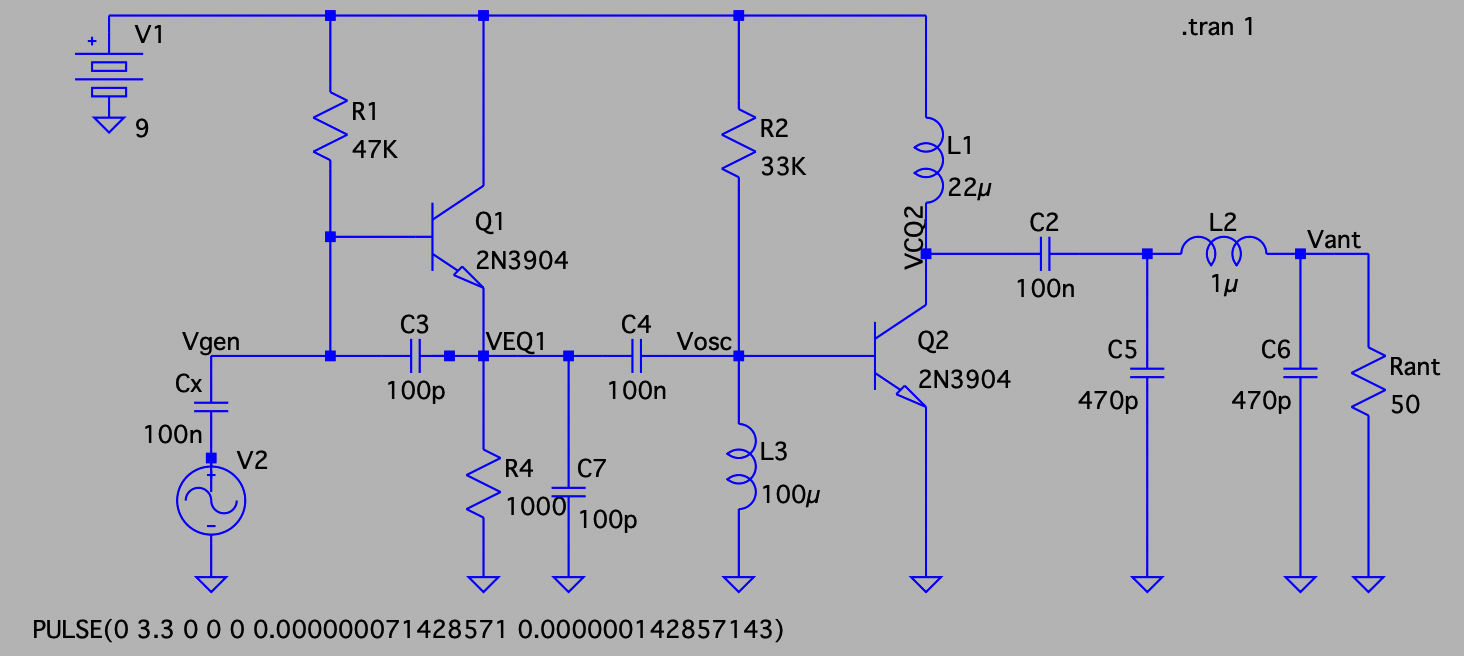 .tran 1
V1
9
R1
47K
Q1
2N3904
R2
33K
L1
22µ
VCQ2
C2
100n
L2
1µ
Vant
Vgen
Cx
100n
V2
C3
100p
VEQ1
C4
100n
Vosc
Q2
2N3904
C5
470p
C6
470p
Rant
50
R4
1000
C7
100p
L3
100µ
PULSE(0 3.3 0 0 0 0.000000071428571 0.000000142857143)